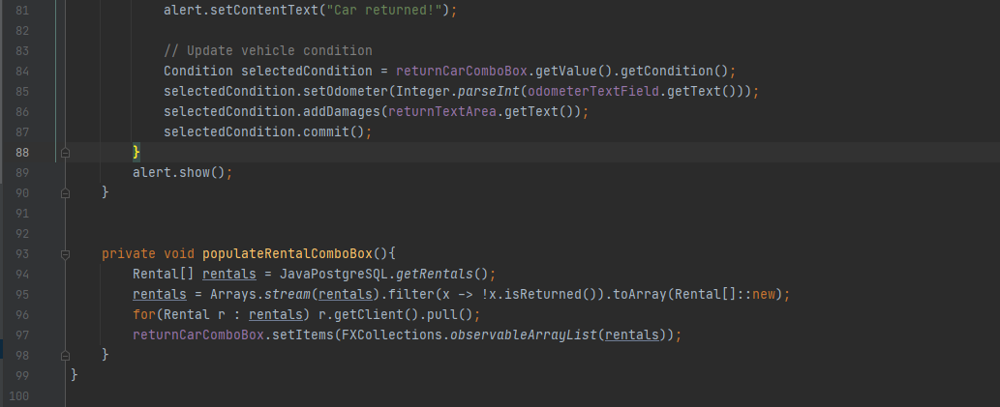 81 alert.setContentText("Car returned!");
82
83 // Update vehicle condition
84 Condition selectedCondition = returnCarComboBox.getValue().getCondition();
85 selectedCondition.setOdometer(Integer.parseInt(odometerTextField.getText()));
86 selectedCondition.addDamages(returnTextArea.getText());
87 selectedCondition.commit();
88 }
89 alert.show();
90 }
91
92
93 private void populateRentalComboBox(){
94 Rental[] rentals = JavaPostgreSQL.getRentals();
95 rentals = Arrays.stream(rentals).filter(x -> !x.isReturned()).toArray(Rental[]::new);
96 for(Rental r : rentals) r.getClient().pull();
97 returnCarComboBox.setItems(FXCollections.observableArrayList(rentals));
98 }
99 }
100